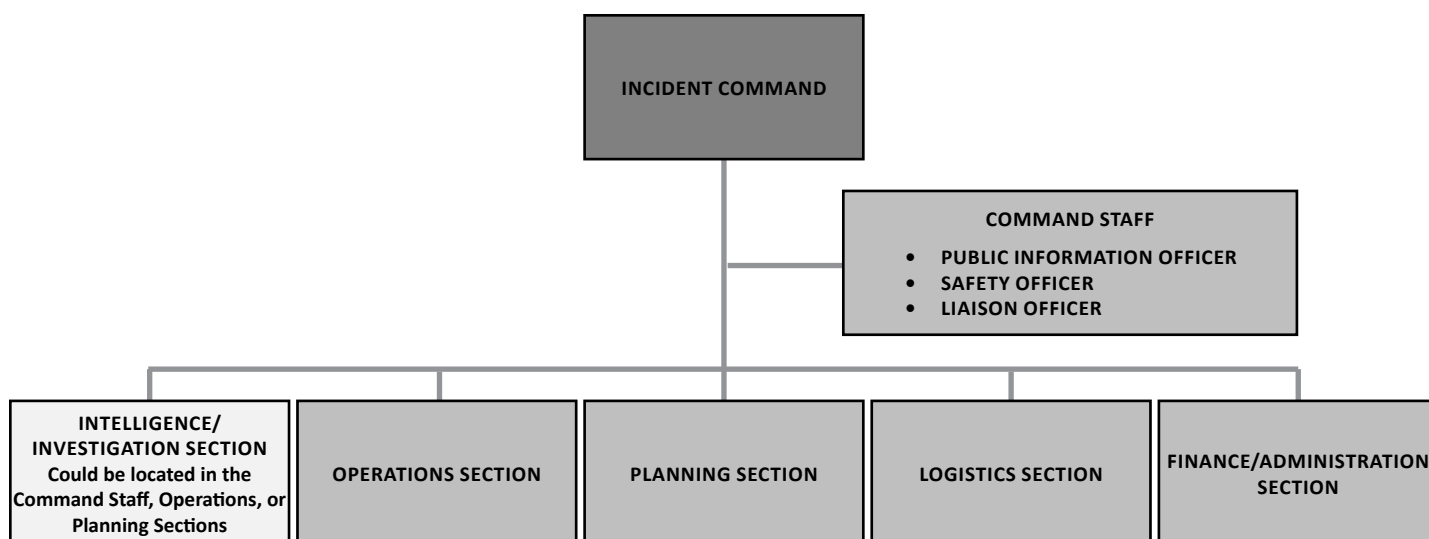 INCIDENT COMMAND
COMMAND STAFF
• PUBLIC INFORMATION OFFICER
• SAFETY OFFICER
• LIAISON OFFICER
INTELLIGENCE/
INVESTIGATION SECTION
Could be located in the
Command Staff, Operations, or
Planning Sections
OPERATIONS SECTION
PLANNING SECTION
LOGISTICS SECTION
FINANCE/ADMINISTRATION
SECTION